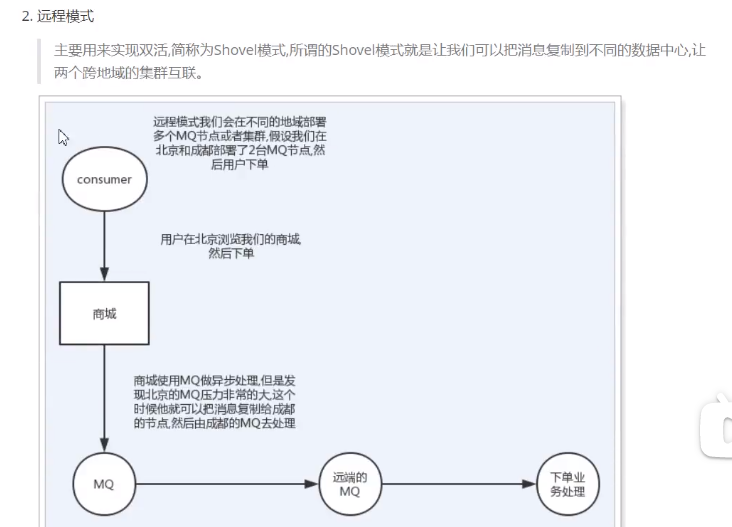 2. 远程模式
主要用来实现双活,简称为Shovel模式,所谓的Shovel模式就是让我们可以把消息复制到不同的数据中心,让
两个跨地域的集群互联。
远程模式我们会在不同的地域部署
多个MQ节点或者集群,假设我们在
北京和成都部署了2台MQ节点,然
后用户下单
consumer
用户在北京浏览我们的商城,
然后下单
商城
商城使用MQ做异步处理,但是发
现北京的MQ压力非常的大,这个
时候他就可以把消息复制给成都
的节点,然后由成都的MQ去处理
MQ
远端的
MQ
下单业
务处理